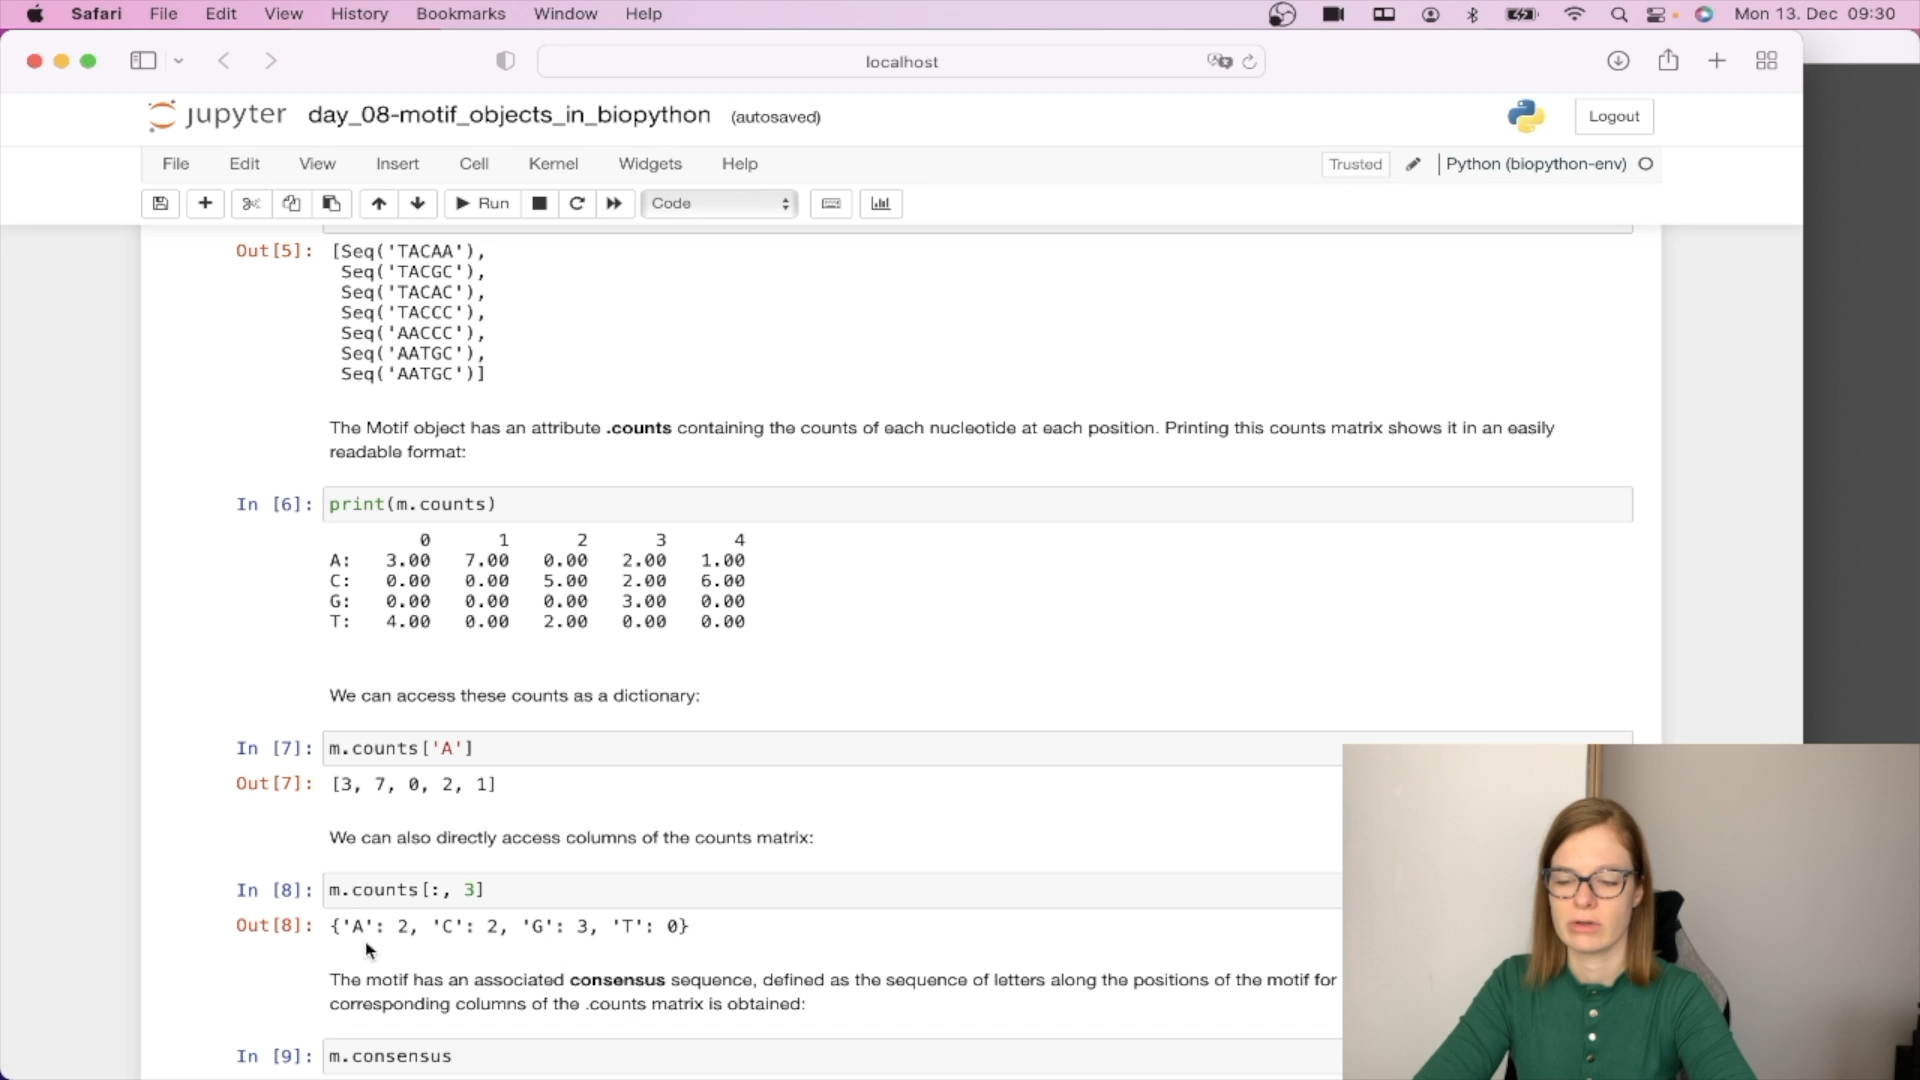 Safari File Edit View History Bookmarks Window Help Mon 13. Dec 09:30
localhost
jupyter day_08-motif_objects_in_biopython (autosaved) Logout
File Edit View Insert Cell Kernel Widgets Help Trusted Python (biopython-env)
Run Code
Out[5]: [Seq('TACAA'),
Seq('TACGC'),
Seq('TACAC'),
Seq('TACCC'),
Seq('AACCC'),
Seq('AATGC'),
Seq('AATGC')]
The Motif object has an attribute .counts containing the counts of each nucleotide at each position. Printing this counts matrix shows it in an easily
readable format:
In [6]: print(m.counts)
0 1 2 3 4
A: 3.00 7.00 0.00 2.00 1.00
C: 0.00 0.00 5.00 2.00 6.00
G: 0.00 0.00 0.00 3.00 0.00
T: 4.00 0.00 2.00 0.00 0.00
We can access these counts as a dictionary:
In [7]: m.counts['A']
Out[7]: [3, 7, 0, 2, 1]
We can also directly access columns of the counts matrix:
In [8]: m.counts[:, 3]
Out[8]: {'A': 2, 'C': 2, 'G': 3, 'T': 0}
The motif has an associated consensus sequence, defined as the sequence of letters along the positions of the motif for
corresponding columns of the .counts matrix is obtained:
In [9]: m.consensus